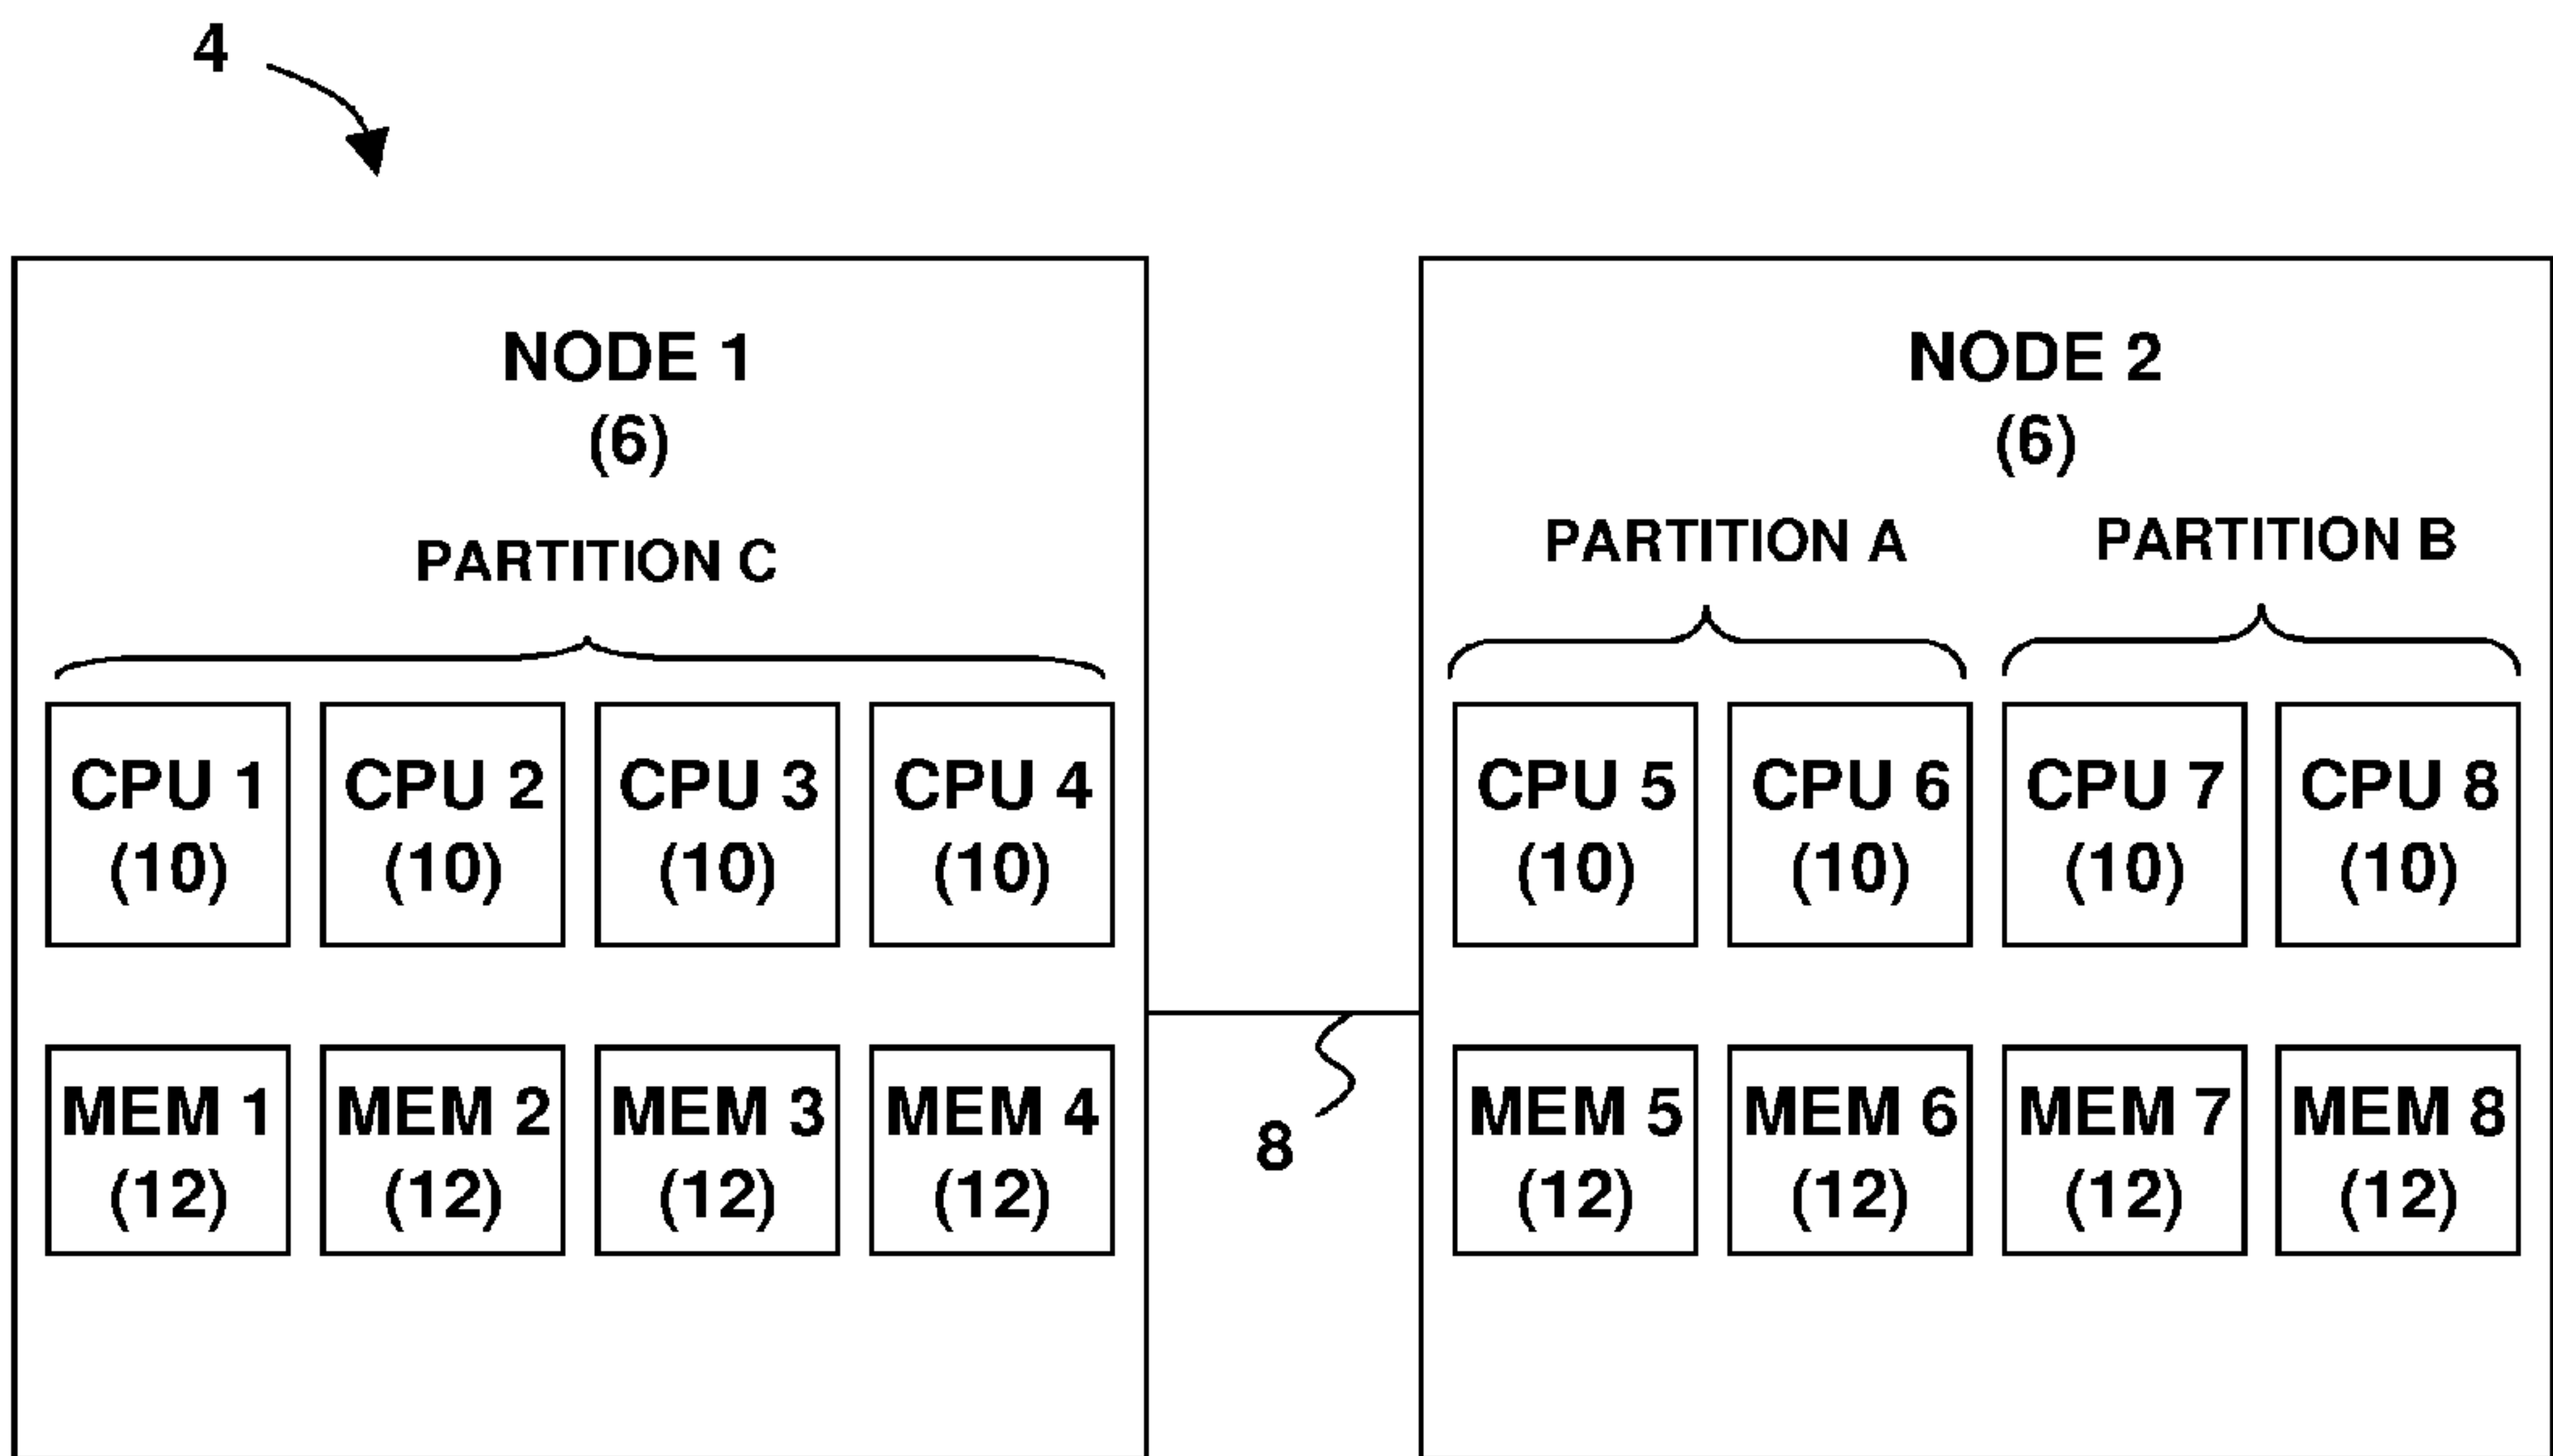 4
NODE 1
(6)
PARTITION C
CPU 1 CPU 2 CPU 3 CPU 4
(10) (10) (10) (10)
MEM 1 MEM 2 MEM 3 MEM 4
(12) (12) (12) (12)
8
NODE 2
(6)
PARTITION A PARTITION B
CPU 5 CPU 6 CPU 7 CPU 8
(10) (10) (10) (10)
MEM 5 MEM 6 MEM 7 MEM 8
(12) (12) (12) (12)